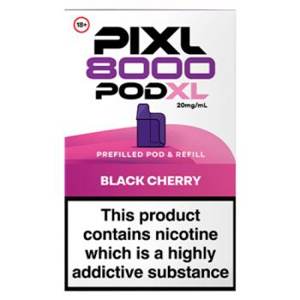 18+
PIXL
8000
PODXL
20mg/mL
PREFILLED POD & REFILL
BLACK CHERRY
This product
contains nicotine
which is a highly
addictive substance